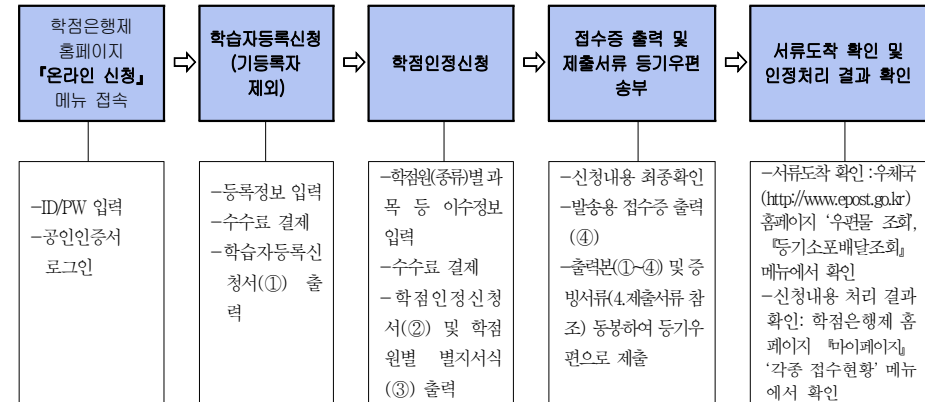 학점은행제
홈페이지
『온라인 신청』
메뉴 접속
⇨
학습자등록신청
(기등록자
제외)
⇨
학점인정신청
⇨
접수증 출력 및
제출서류 등기우편
송부
⇨
서류도착 확인 및
인정처리 결과 확인
-ID/PW 입력
-공인인증서
로그인
-등록정보 입력
-수수료 결제
-학습자등록신
청서(①) 출
력
-학점원(종류)별 과
목 등 이수정보
입력
-수수료 결제
-학점인정신청
서(②) 및 학점
원별 별지서식
(③) 출력
-신청내용 최종확인
-발송용 접수증 출력
(④)
-출력본(①~④) 및 증
빙서류(4.제출서류 참
조) 동봉하여 등기우
편으로 제출
-서류도착 확인 :우체국
(http://www.epost.go.kr)
홈페이지 ‘우편물 조회’,
『등기소포배달조회』
메뉴에서 확인
-신청내용 처리 결과
확인: 학점은행제 홈
페이지 『마이페이지』
‘각종 접수현황’ 메뉴
에서 확인